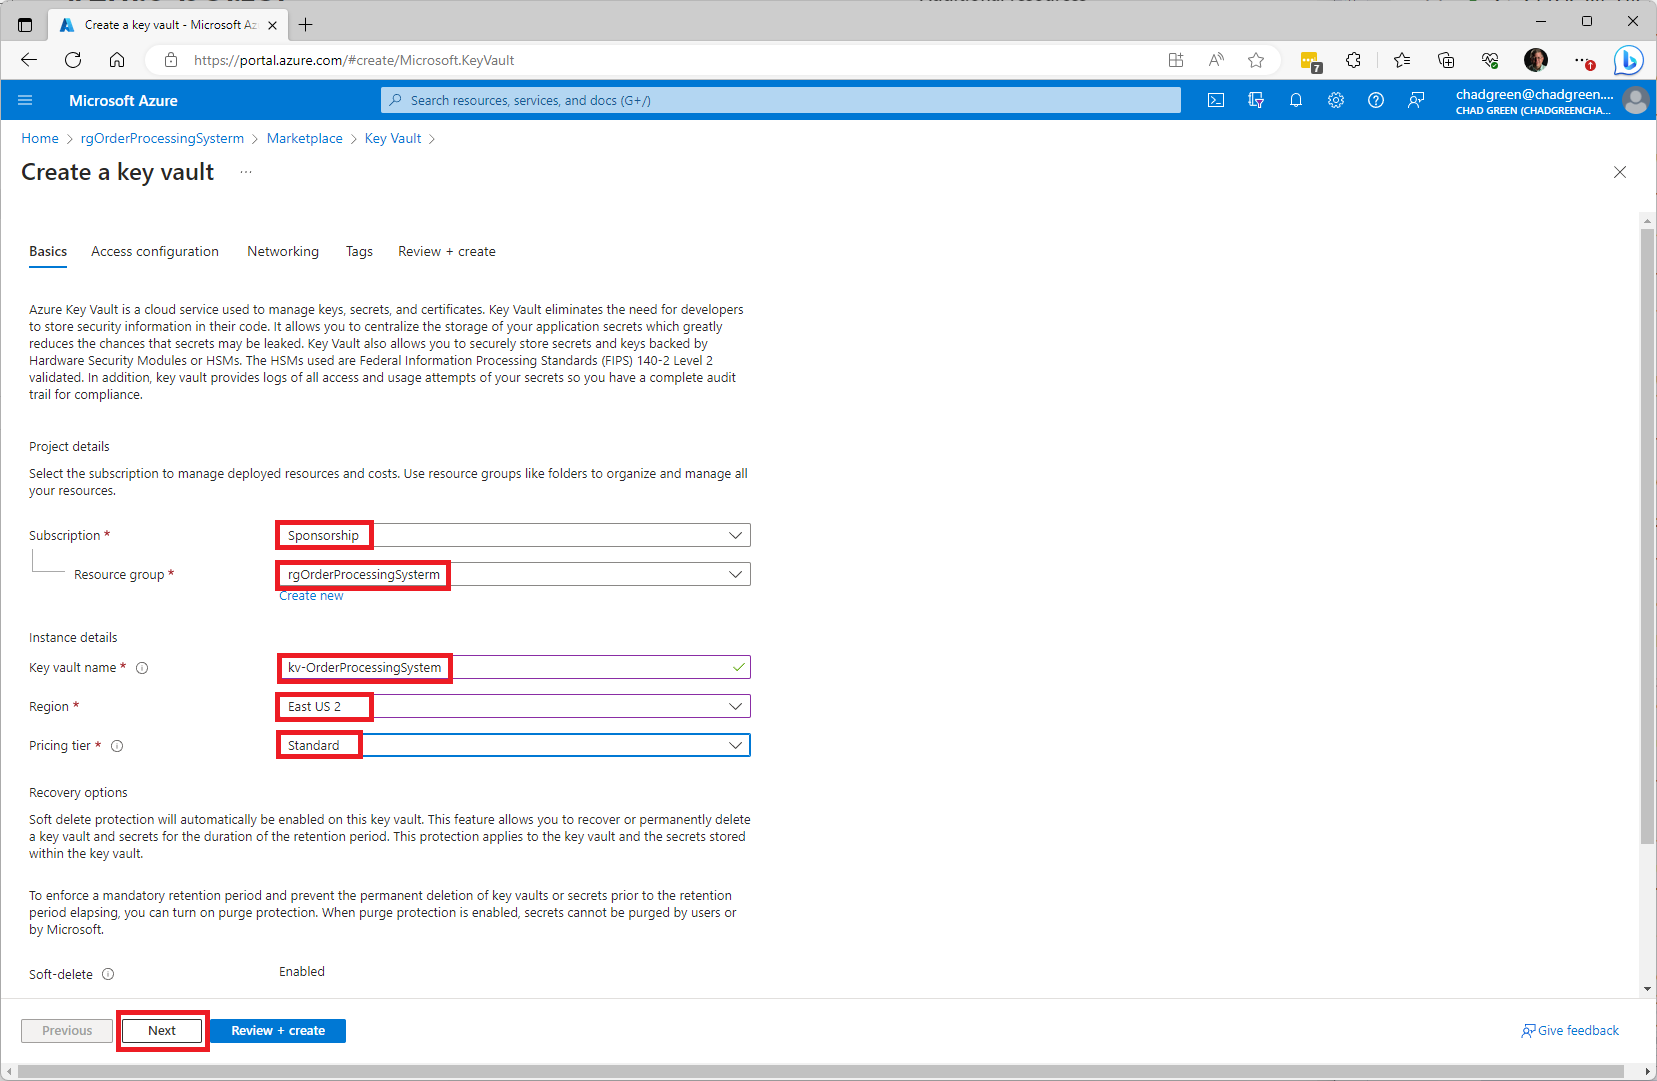 Create a key vault - Microsoft Az
https://portal.azure.com/#create/Microsoft.KeyVault
7
Microsoft Azure
Search resources, services, and docs (G+/)
chadgreen@chadgreen....
CHAD GREEN (CHADGREENCHA...
Home > rgOrderProcessingSysterm > Marketplace > Key Vault >
Create a key vault ...
Basics Access configuration Networking Tags Review + create
Azure Key Vault is a cloud service used to manage keys, secrets, and certificates. Key Vault eliminates the need for developers
to store security information in their code. It allows you to centralize the storage of your application secrets which greatly
reduces the chances that secrets may be leaked. Key Vault also allows you to securely store secrets and keys backed by
Hardware Security Modules or HSMs. The HSMs used are Federal Information Processing Standards (FIPS) 140-2 Level 2
validated. In addition, key vault provides logs of all access and usage attempts of your secrets so you have a complete audit
trail for compliance.
Project details
Select the subscription to manage deployed resources and costs. Use resource groups like folders to organize and manage all
your resources.
Subscription * Sponsorship
Resource group * rgOrderProcessingSysterm
Create new
Instance details
Key vault name * kv-OrderProcessingSystem
Region * East US 2
Pricing tier * Standard
Recovery options
Soft delete protection will automatically be enabled on this key vault. This feature allows you to recover or permanently delete
a key vault and secrets for the duration of the retention period. This protection applies to the key vault and the secrets stored
within the key vault.
To enforce a mandatory retention period and prevent the permanent deletion of key vaults or secrets prior to the retention
period elapsing, you can turn on purge protection. When purge protection is enabled, secrets cannot be purged by users or
by Microsoft.
Soft-delete Enabled
Previous Next Review + create Give feedback